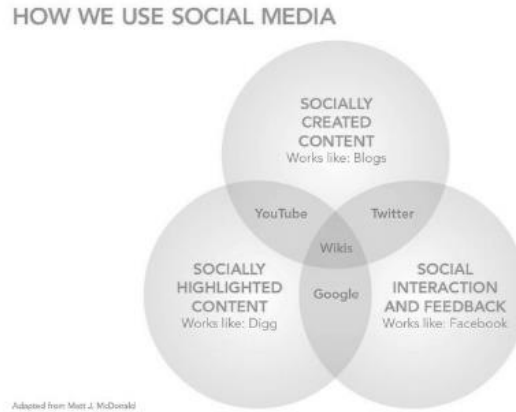 HOW WE USE SOCIAL MEDIA
SOCIALLY
CREATED
CONTENT
Works like: Blogs
YouTube
Twitter
Wikis
SOCIALLY
HIGHLIGHTED
CONTENT
Works like: Digg
Google
SOCIAL
INTERACTION
AND FEEDBACK
Works like: Facebook
Adapted from Matt J. McDonald